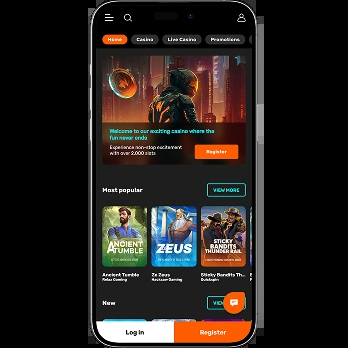 Home Casino Live Casino Promotions
Welcome to our exciting casino where the
fun never ends
Experience non-stop excitement
with over 2,000 slots
Register
Most popular
VIEW MORE
ANCIENT
TUMBLE
ZEUS
STICKY
BANDITS
THUNDER RAIL
Ancient Tumble
Relax Gaming
Ze Zeus
Hacksaw Gaming
Sticky Bandits Th...
Quickspin
New
Log in
Register